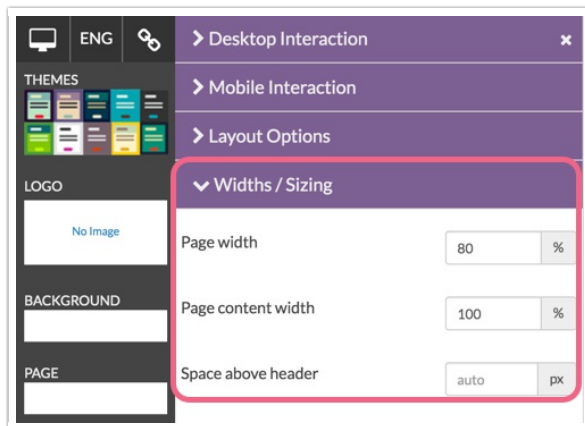 ENG
THEMES
LOGO
No Image
BACKGROUND
PAGE
Desktop Interaction
Mobile Interaction
Layout Options
Widths / Sizing
Page width
80 %
Page content width
100 %
Space above header
auto px